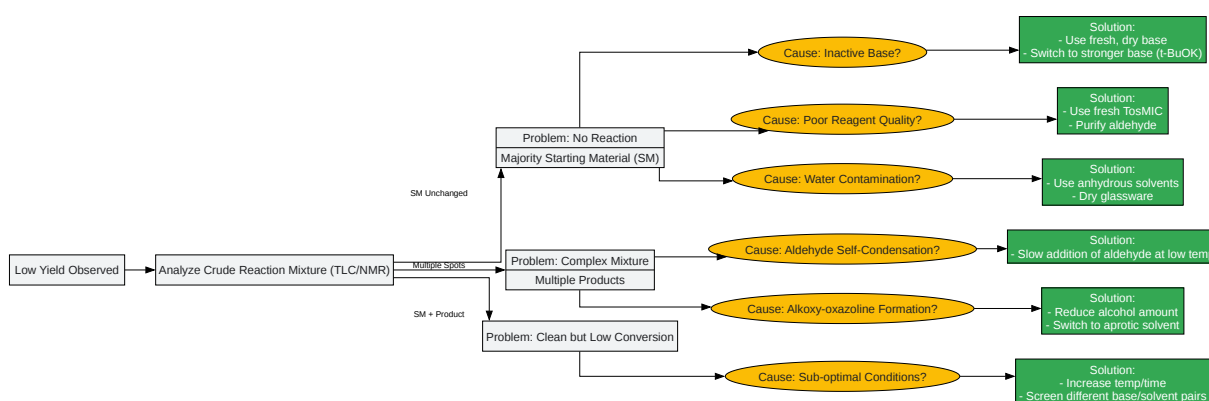 Low Yield Observed
Analyze Crude Reaction Mixture (TLC/NMR)
SM Unchanged
Multiple Spots
SM + Product
Problem: No Reaction
Majority Starting Material (SM)
Problem: Complex Mixture
Multiple Products
Problem: Clean but Low Conversion
Cause: Inactive Base?
Cause: Poor Reagent Quality?
Cause: Water Contamination?
Cause: Aldehyde Self-Condensation?
Cause: Alkoxy-oxazoline Formation?
Cause: Sub-optimal Conditions?
Solution:
- Use fresh, dry base
- Switch to stronger base (t-BuOK)
Solution:
- Use fresh TosMIC
- Purify aldehyde
Solution:
- Use anhydrous solvents
- Dry glassware
Solution:
- Slow addition of aldehyde at low tem
Solution:
- Reduce alcohol amount
- Switch to aprotic solvent
Solution:
- Increase temp/time
- Screen different base/solvent pairs